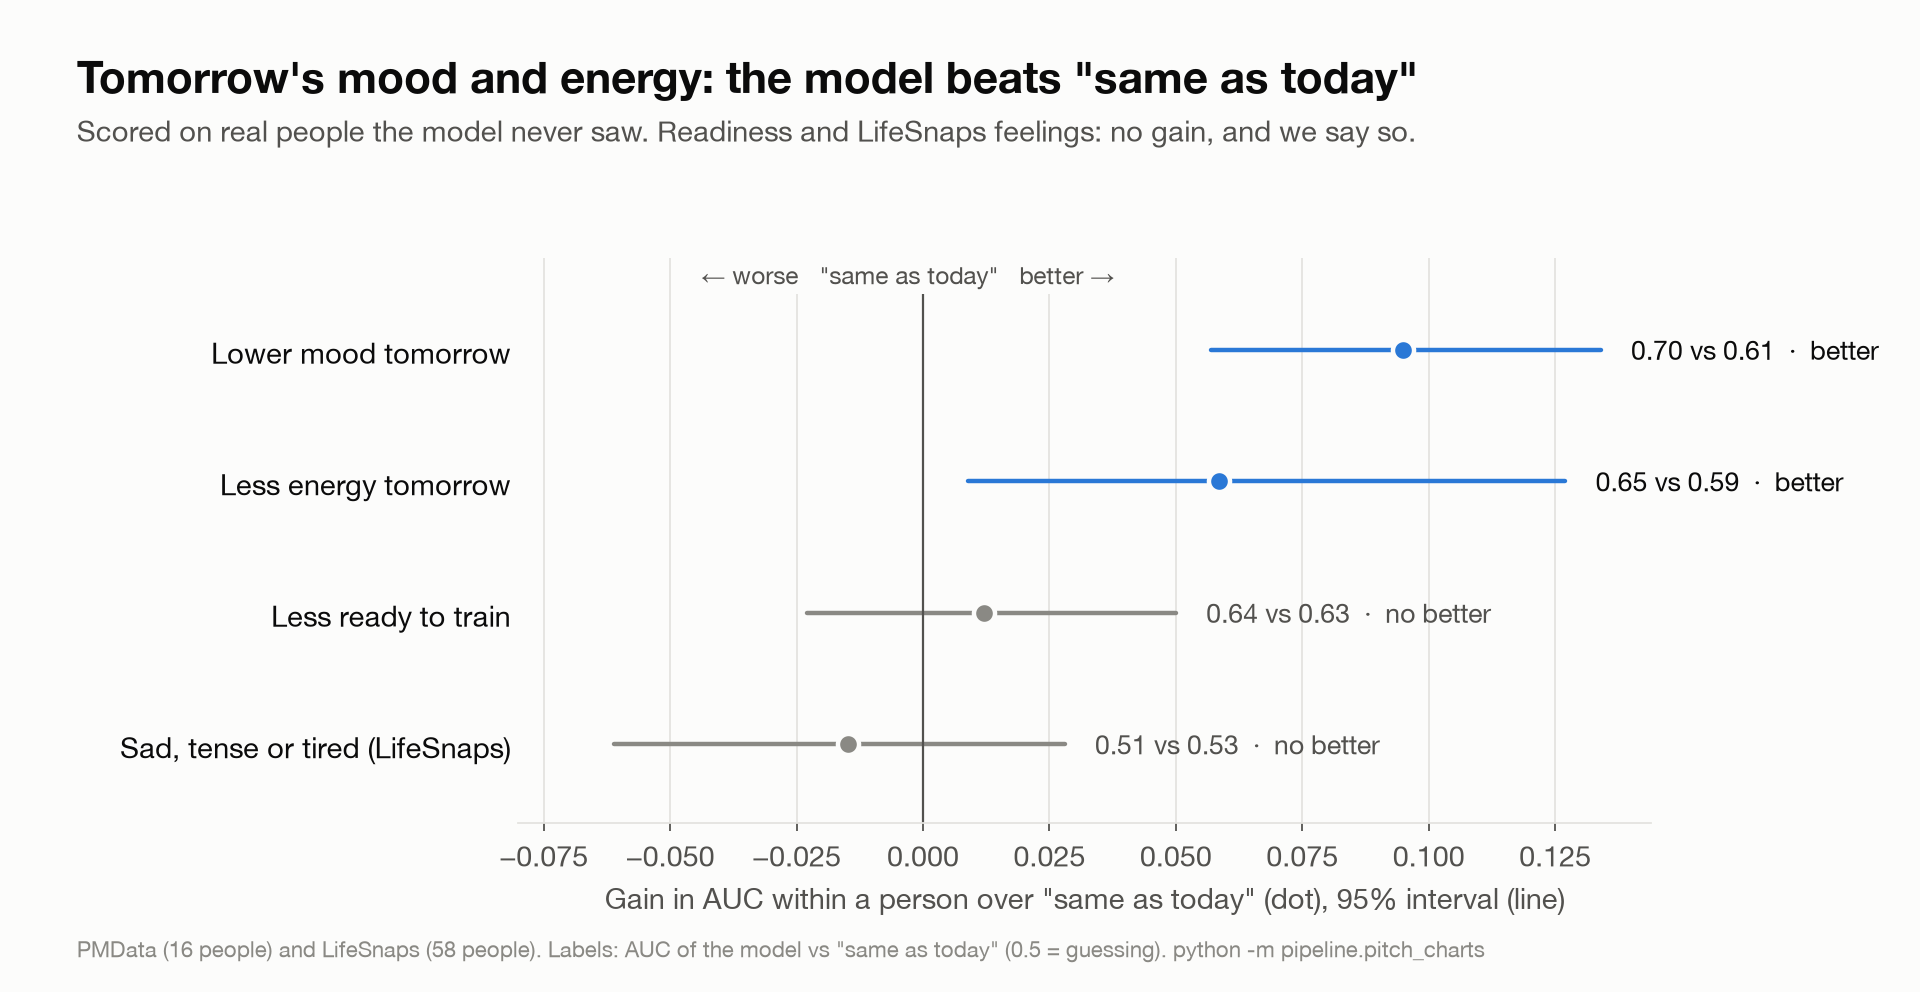 Tomorrow's mood and energy: the model beats "same as today"
Scored on real people the model never saw. Readiness and LifeSnaps feelings: no gain, and we say so.
← worse "same as today" better →
Lower mood tomorrow 0.70 vs 0.61 · better
Less energy tomorrow 0.65 vs 0.59 · better
Less ready to train 0.64 vs 0.63 · no better
Sad, tense or tired (LifeSnaps) 0.51 vs 0.53 · no better
−0.075 −0.050 −0.025 0.000 0.025 0.050 0.075 0.100 0.125
Gain in AUC within a person over "same as today" (dot), 95% interval (line)
PMData (16 people) and LifeSnaps (58 people). Labels: AUC of the model vs "same as today" (0.5 = guessing). python -m pipeline.pitch_charts